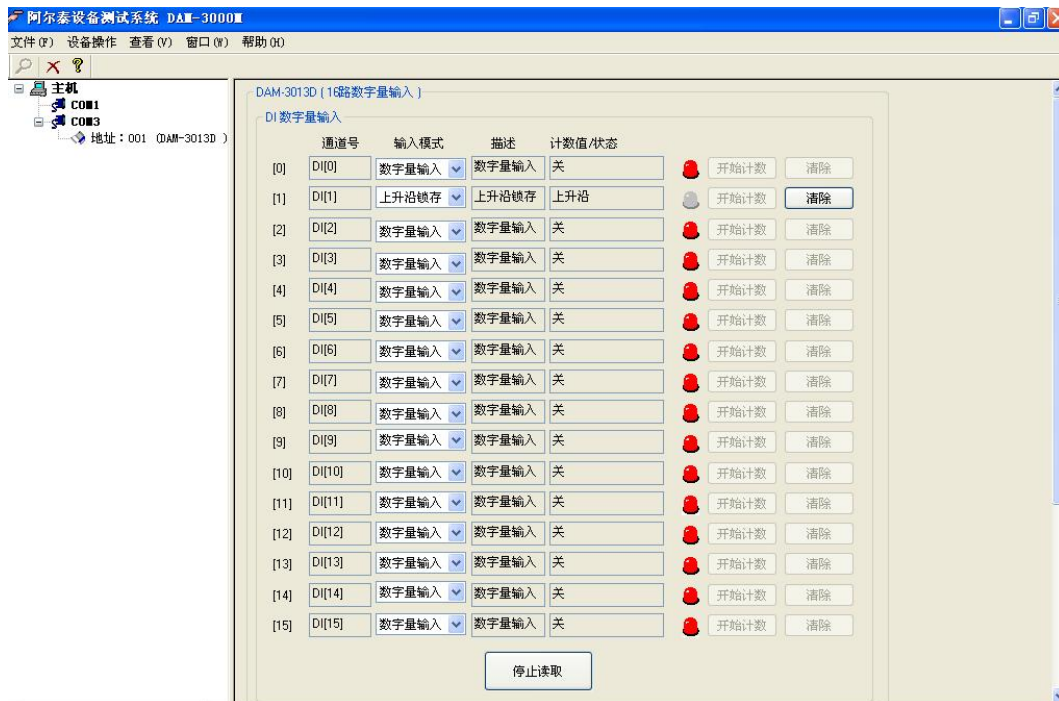 阿尔泰设备测试系统 DAM-3000M
文件(F) 设备操作 查看(V) 窗口(W) 帮助(H)
主机
COM1
COM3
地址：001 (DAM-3013D )
DAM-3013D ( 16路数字量输入 )
DI 数字量输入
通道号 输入模式 描述 计数值/状态
[0] DI[0] 数字量输入 数字量输入 关 开始计数 清除
[1] DI[1] 上升沿锁存 上升沿锁存 上升沿 开始计数 清除
[2] DI[2] 数字量输入 数字量输入 关 开始计数 清除
[3] DI[3] 数字量输入 数字量输入 关 开始计数 清除
[4] DI[4] 数字量输入 数字量输入 关 开始计数 清除
[5] DI[5] 数字量输入 数字量输入 关 开始计数 清除
[6] DI[6] 数字量输入 数字量输入 关 开始计数 清除
[7] DI[7] 数字量输入 数字量输入 关 开始计数 清除
[8] DI[8] 数字量输入 数字量输入 关 开始计数 清除
[9] DI[9] 数字量输入 数字量输入 关 开始计数 清除
[10] DI[10] 数字量输入 数字量输入 关 开始计数 清除
[11] DI[11] 数字量输入 数字量输入 关 开始计数 清除
[12] DI[12] 数字量输入 数字量输入 关 开始计数 清除
[13] DI[13] 数字量输入 数字量输入 关 开始计数 清除
[14] DI[14] 数字量输入 数字量输入 关 开始计数 清除
[15] DI[15] 数字量输入 数字量输入 关 开始计数 清除
停止读取